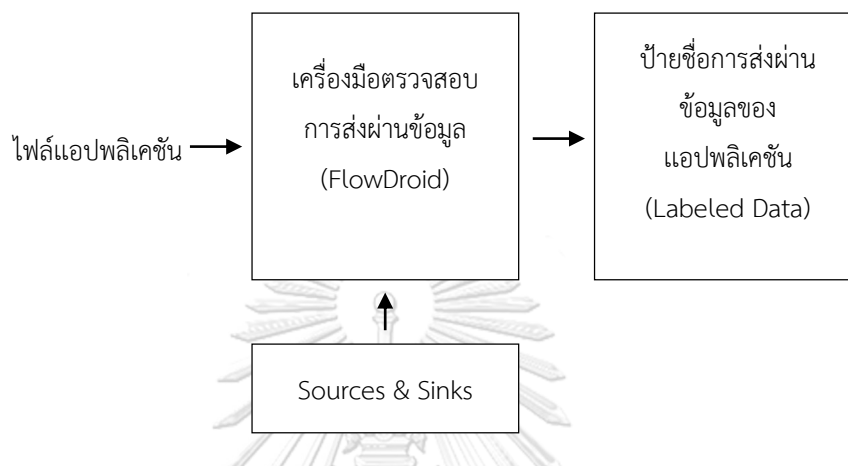 ไฟล์แอปพลิเคชัน
เครื่องมือตรวจสอบ
การส่งผ่านข้อมูล
(FlowDroid)
ป้ายชื่อการส่งผ่าน
ข้อมูลของ
แอปพลิเคชัน
(Labeled Data)
Sources & Sinks